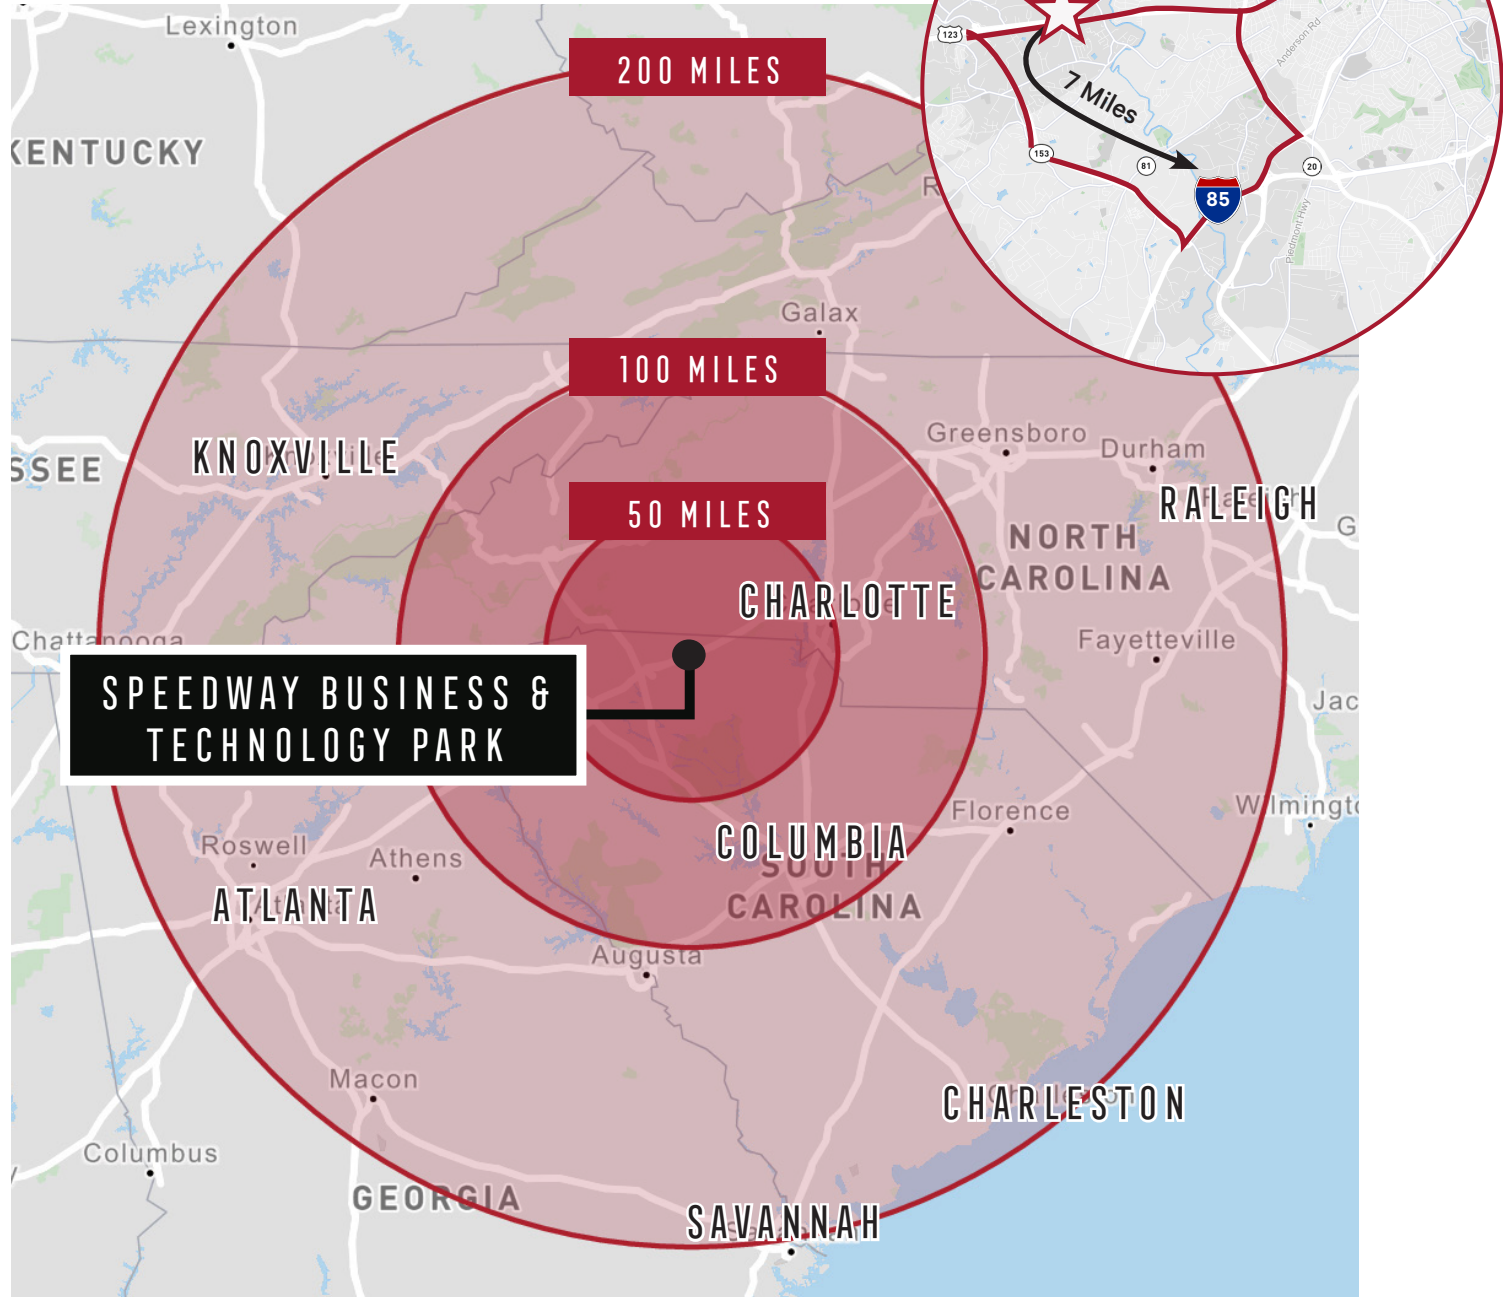 Lexington
200 MILES
123
Anderson Rd
7 Miles
KENTUCKY
153
81
20
85
Piedmont Hwy
R
Galax
100 MILES
Greensboro
Durham
KNOXVILLE
SSEE
RALEIGH
50 MILES
G
NORTH
CAROLINA
CHARLOTTE
Chattanooga
Fayetteville
SPEEDWAY BUSINESS &
TECHNOLOGY PARK
Jac
Florence
Wilmingto
Roswell
Athens
COLUMBIA
SOUTH
CAROLINA
ATLANTA
Augusta
Macon
CHARLESTON
Columbus
GEORGIA
SAVANNAH